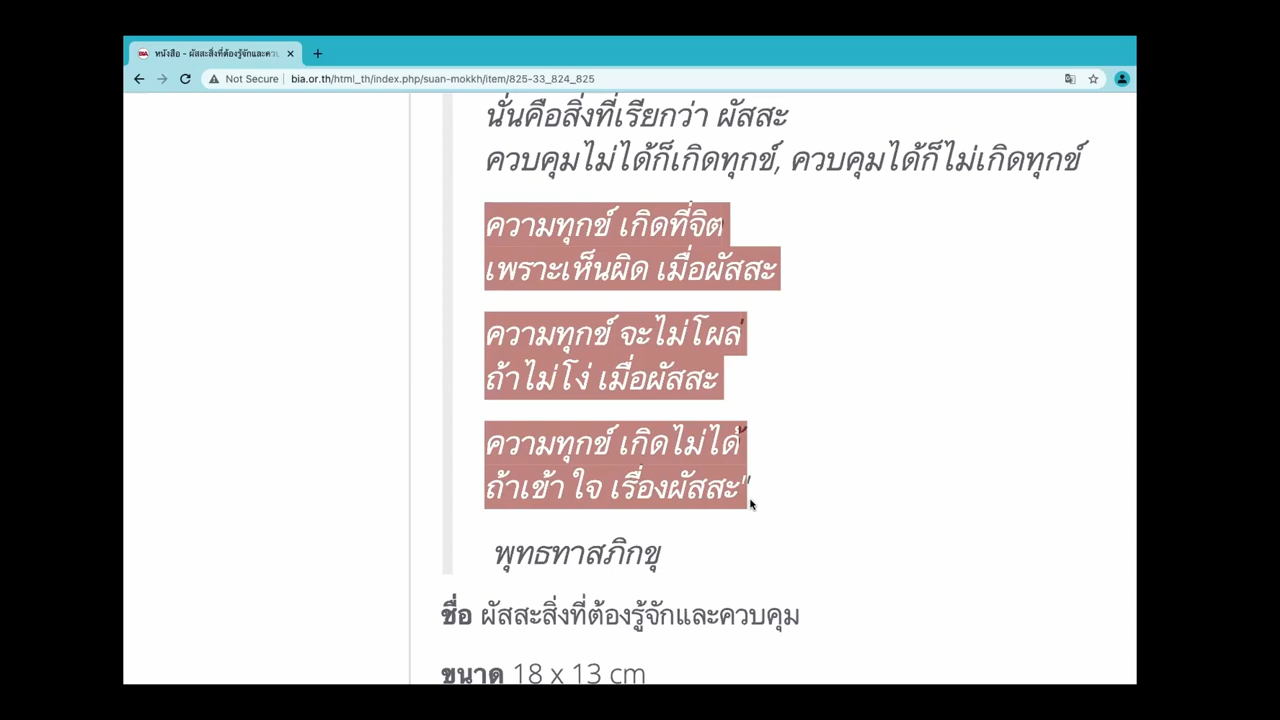 หนังสือ - ผัสสะสิ่งที่ต้องรู้จักและควบ
Not Secure bia.or.th/html_th/index.php/suan-mokkh/item/825-33_824_825
นั่นคือสิ่งที่เรียกว่า ผัสสะ
ควบคุมไม่ได้ก็เกิดทุกข์, ควบคุมได้ก็ไม่เกิดทุกข์
ความทุกข์ เกิดที่จิต
เพราะเห็นผิด เมื่อผัสสะ
ความทุกข์ จะไม่โผล่
ถ้าไม่โง่ เมื่อผัสสะ
ความทุกข์ เกิดไม่ได้
ถ้าเข้า ใจ เรื่องผัสสะ"
พุทธทาสภิกขุ
ชื่อ ผัสสะสิ่งที่ต้องรู้จักและควบคุม
ขนาด 18 x 13 cm